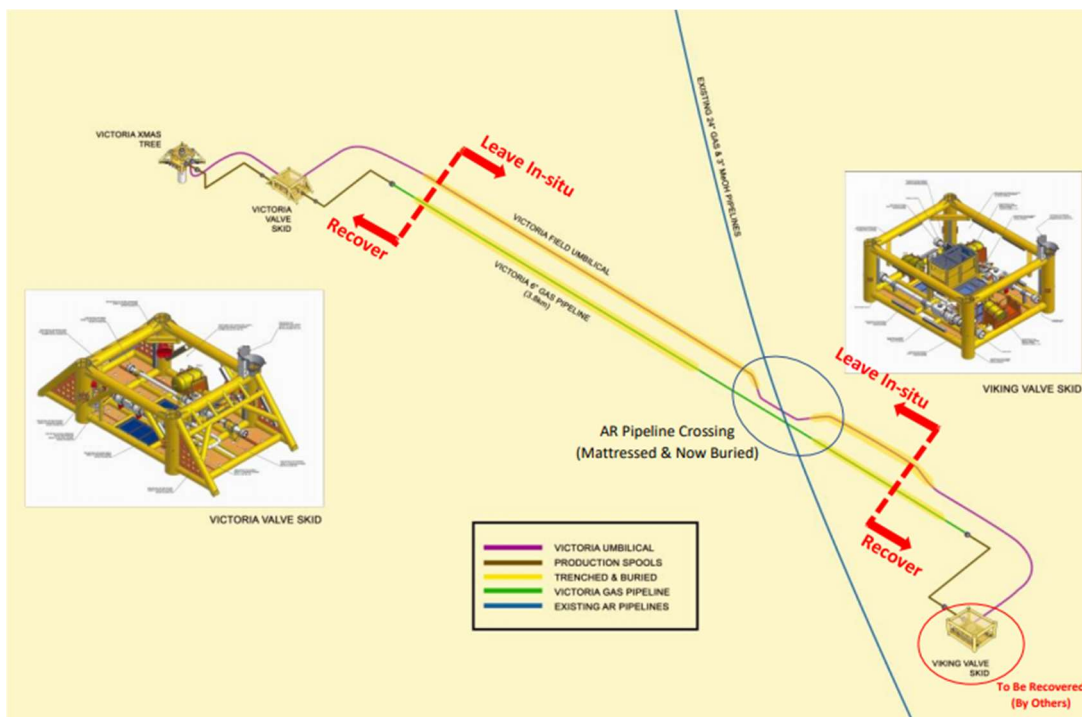 VICTORIA XMAS
TREE
VICTORIA
VALVE
SKID
Leave In-situ
Recover
EXISTING 24" GAS & 3" MeOH PIPELINES
VICTORIA FIELD UMBILICAL
VICTORIA 6" GAS PIPELINE
(3.8km)
VIKING VALVE SKID
VICTORIA VALVE SKID
AR Pipeline Crossing
(Mattressed & Now Buried)
Leave In-situ
Recover
VICTORIA UMBILICAL
PRODUCTION SPOOLS
TRENCHED & BURIED
VICTORIA GAS PIPELINE
EXISTING AR PIPELINES
VIKING VALVE
SKID
To Be Recovered
(By Others)